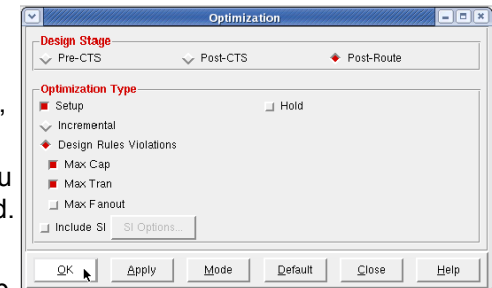 Optimization
Design Stage
Pre-CTS Post-CTS Post-Route
Optimization Type
Setup Hold
Incremental
Design Rules Violations
Max Cap
Max Tran
Max Fanout
Include SI SI Options...
OK Apply Mode Default Close Help